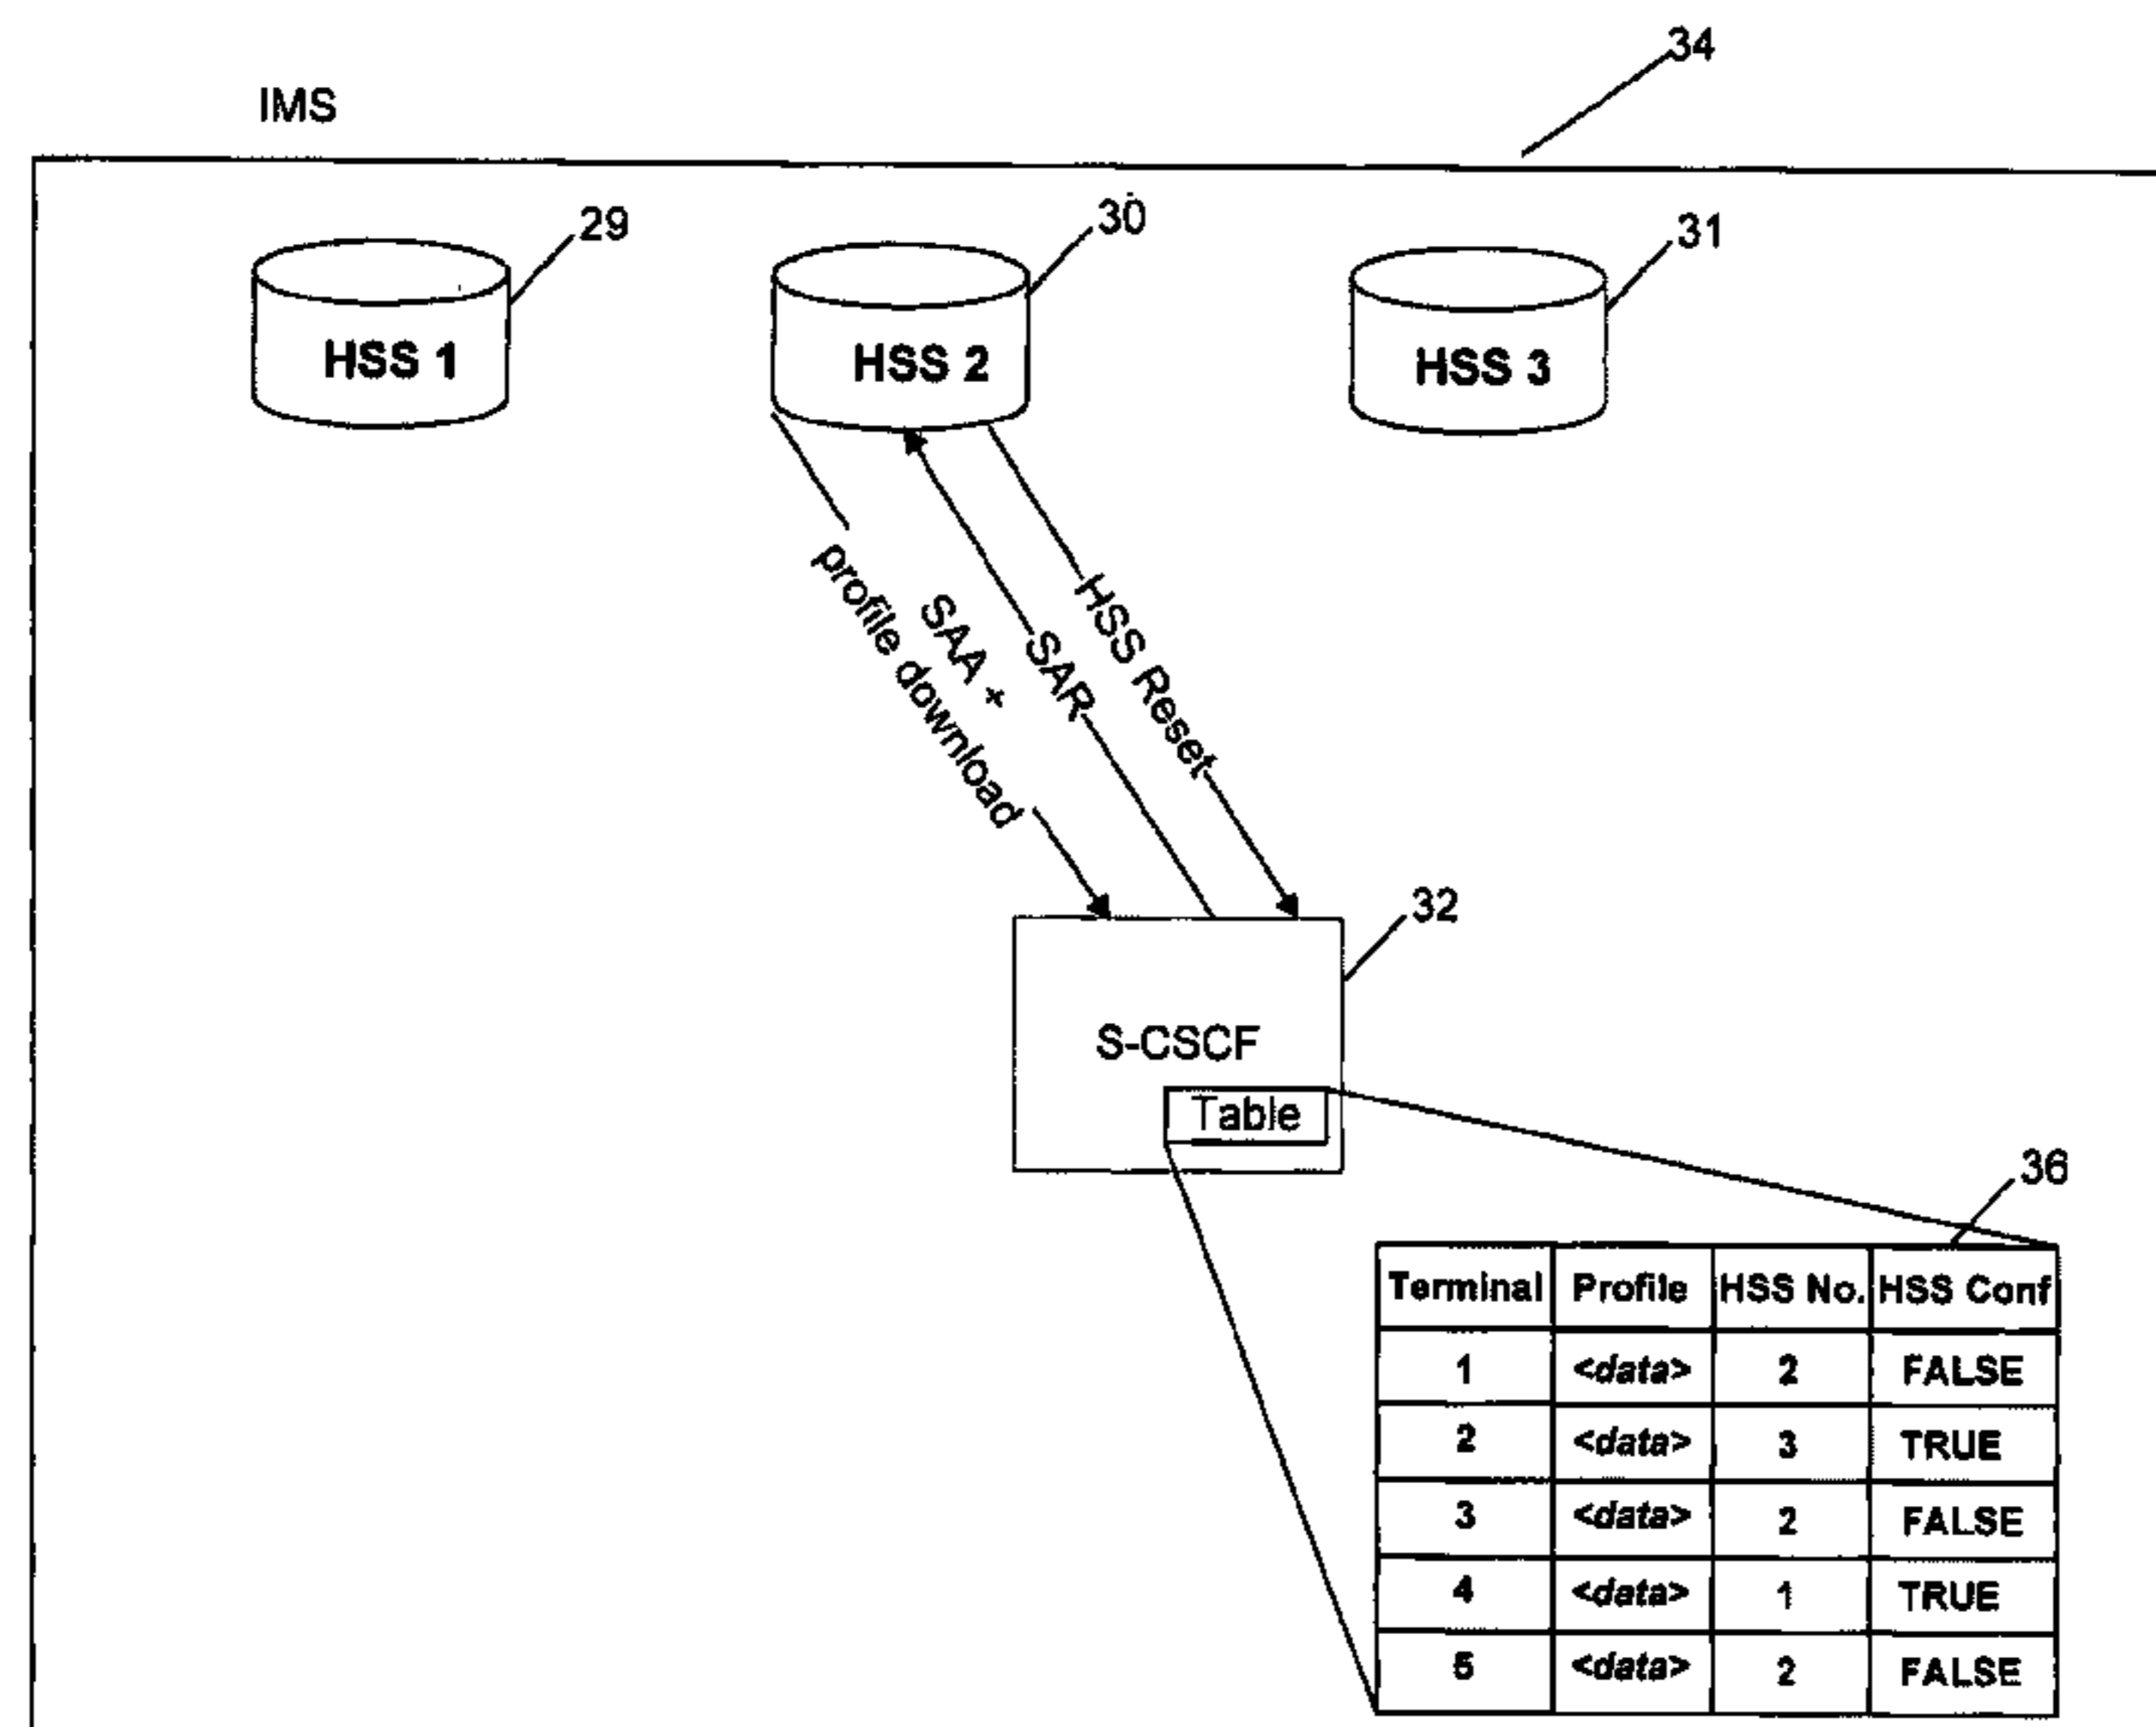 34
IMS
29
30
31
HSS 1
HSS 2
HSS 3
SAA +
profile download
SAR
HSS Reset
32
S-CSCF
Table
36
Terminal Profile HSS No. HSS Conf
1 <data> 2 FALSE
2 <data> 3 TRUE
3 <data> 2 FALSE
4 <data> 1 TRUE
5 <data> 2 FALSE